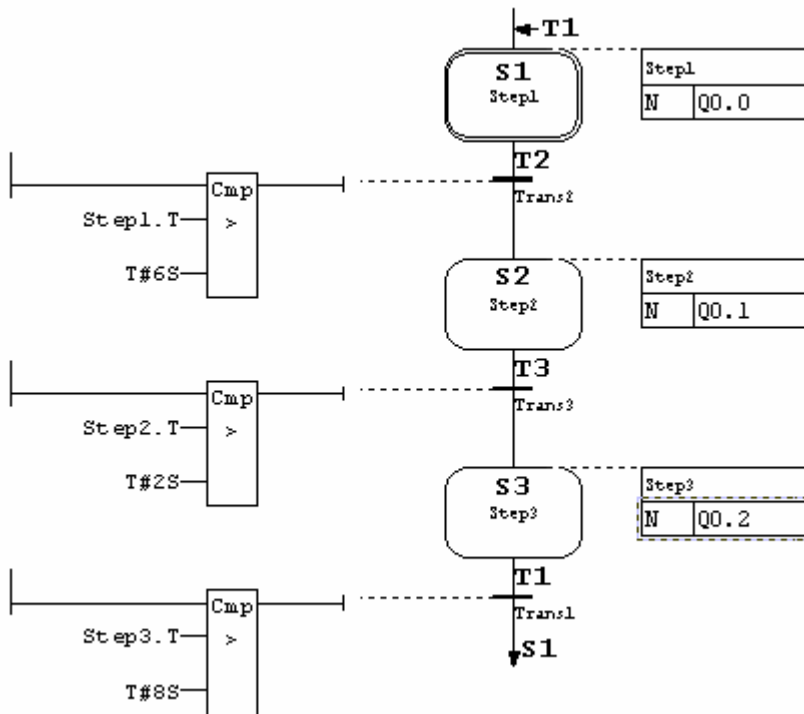 T1
S1
Step1
Step1
N Q0.0
T2
Trans2
Cmp
Step1.T
>
T#6S
S2
Step2
Step2
N Q0.1
T3
Trans3
Cmp
Step2.T
>
T#2S
S3
Step3
Step3
N Q0.2
T1
Trans1
Cmp
Step3.T
>
T#8S
S1